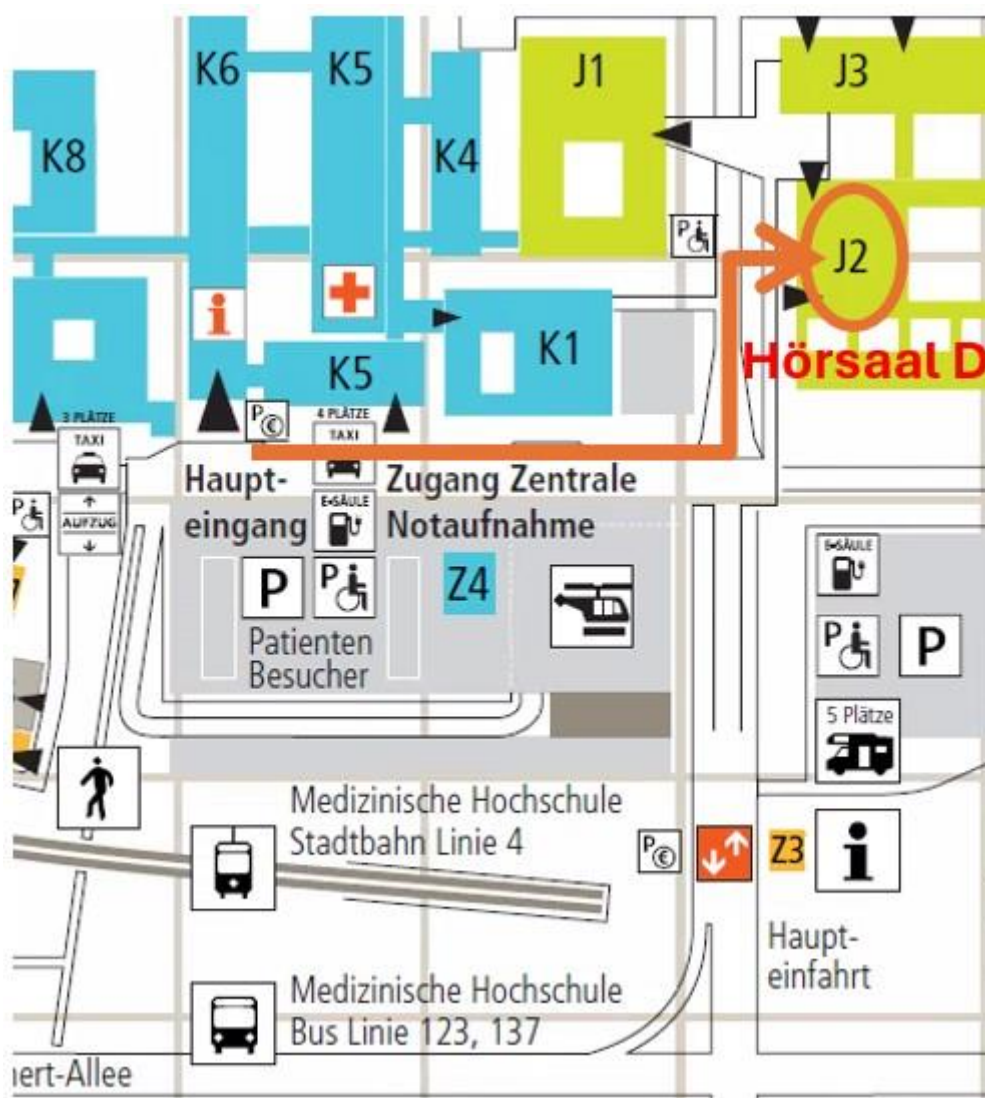 K6
K5
J1
J3
K8
K4
P
J2
i
K1
Hörsaal D
K5
3 PLÄTZE
TAXI
P€
4 PLÄTZE
TAXI
Haupt-
eingang
Zugang Zentrale
Notaufnahme
P
AUFZUG
E-SÄULE
E-SÄULE
P
P
Z4
Patienten
Besucher
P
P
5 Plätze
Medizinische Hochschule
Stadtbahn Linie 4
P€
Z3
i
Haupt-
einfahrt
Medizinische Hochschule
Bus Linie 123, 137
nert-Allee